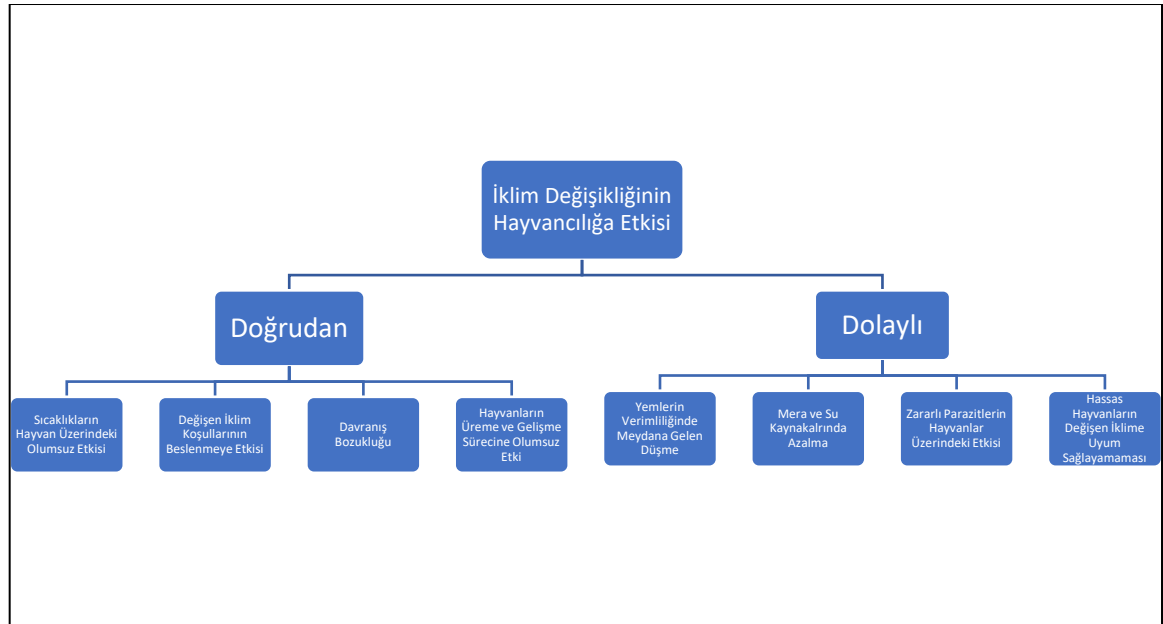 İklim Değişikliğinin
Hayvancılığa Etkisi
Doğrudan
Dolaylı
Sıcaklıkların
Hayvan Üzerindeki
Olumsuz Etkisi
Değişen İklim
Koşullarının
Beslenmeye Etkisi
Davranış
Bozukluğu
Hayvanların
Üreme ve Gelişme
Sürecine Olumsuz
Etki
Yemlerin
Verimliliğinde
Meydana Gelen
Düşme
Mera ve Su
Kaynakalrında
Azalma
Zararlı Parazitlerin
Hayvanlar
Üzerindeki Etkisi
Hassas
Hayvanların
Değişen İklime
Uyum
Sağlayamaması